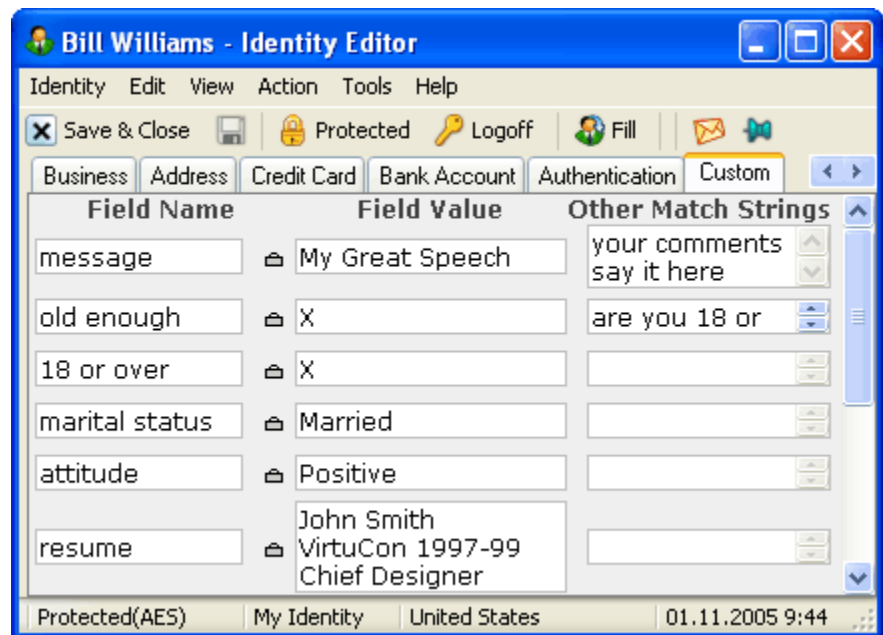 Bill Williams - Identity Editor
Identity Edit View Action Tools Help
Save & Close Protected Logoff Fill
Business Address Credit Card Bank Account Authentication Custom
Field Name Field Value Other Match Strings
message My Great Speech your comments
say it here
old enough X are you 18 or
18 or over X
marital status Married
attitude Positive
resume John Smith
VirtuCon 1997-99
Chief Designer
Protected(AES) My Identity United States 01.11.2005 9:44